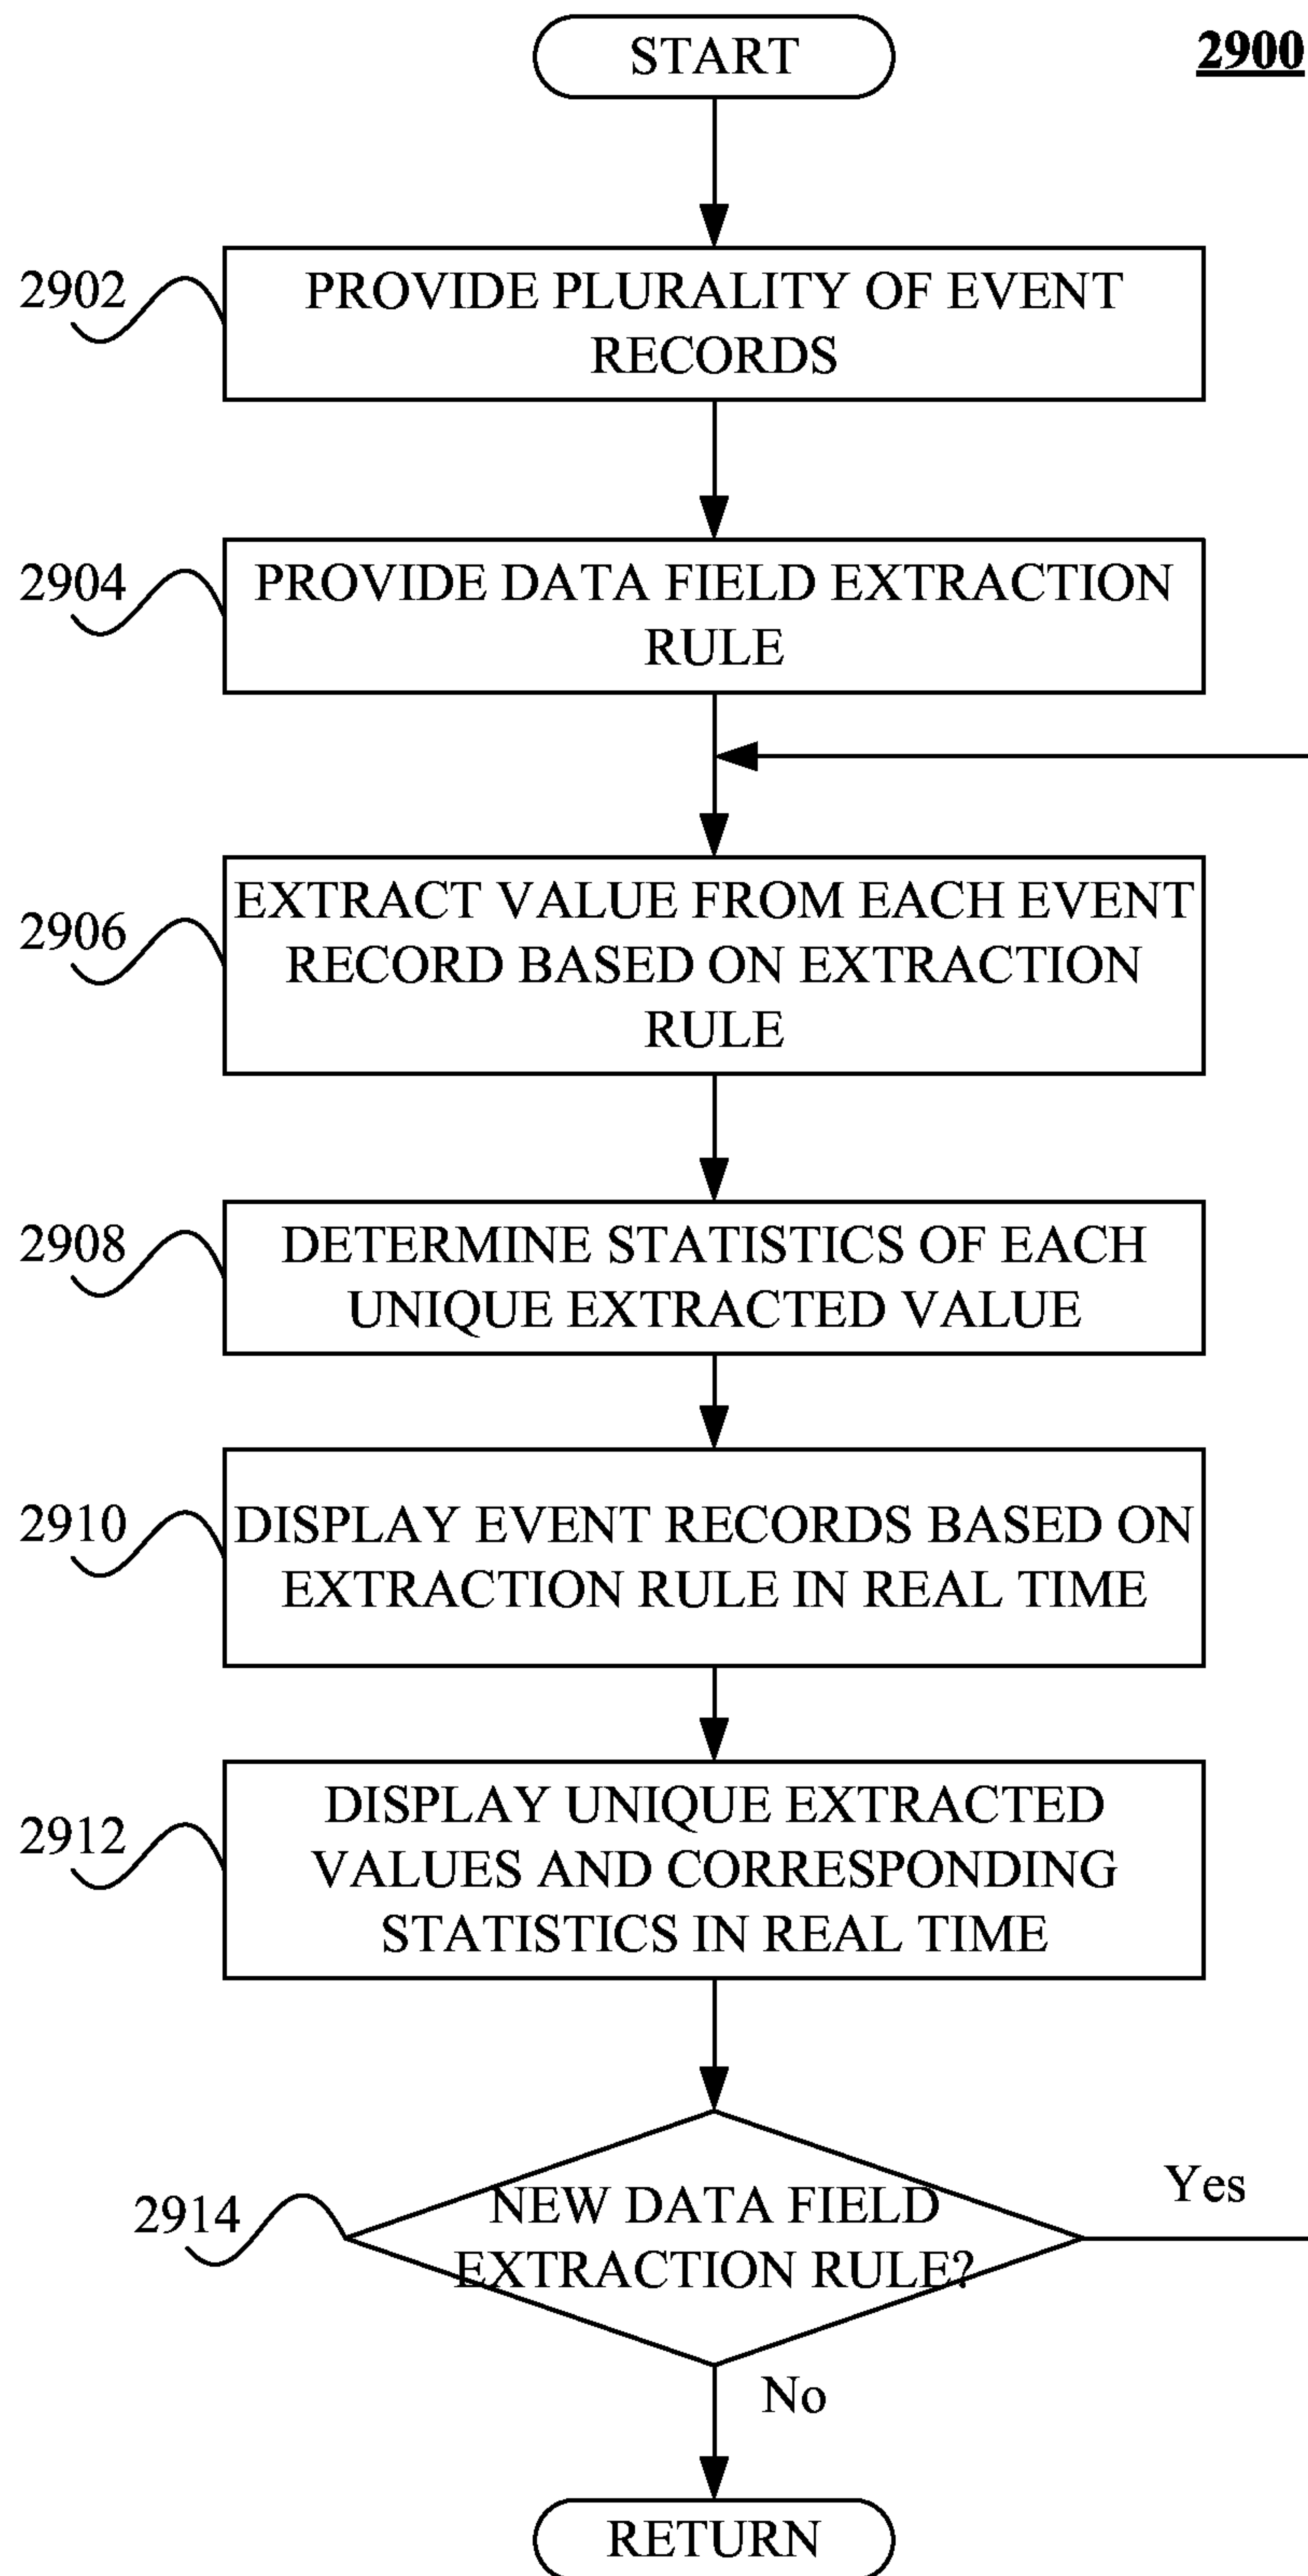 START
2900
2902
PROVIDE PLURALITY OF EVENT
RECORDS
2904
PROVIDE DATA FIELD EXTRACTION
RULE
2906
EXTRACT VALUE FROM EACH EVENT
RECORD BASED ON EXTRACTION
RULE
2908
DETERMINE STATISTICS OF EACH
UNIQUE EXTRACTED VALUE
2910
DISPLAY EVENT RECORDS BASED ON
EXTRACTION RULE IN REAL TIME
2912
DISPLAY UNIQUE EXTRACTED
VALUES AND CORRESPONDING
STATISTICS IN REAL TIME
2914
NEW DATA FIELD
EXTRACTION RULE?
Yes
No
RETURN